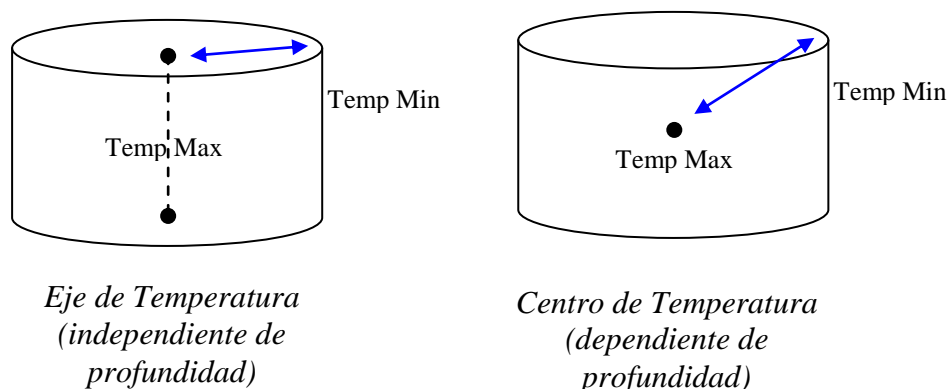 Temp Min
Temp Max
Eje de Temperatura
(independiente de
profundidad)
Temp Min
Temp Max
Centro de Temperatura
(dependiente de
profundidad)